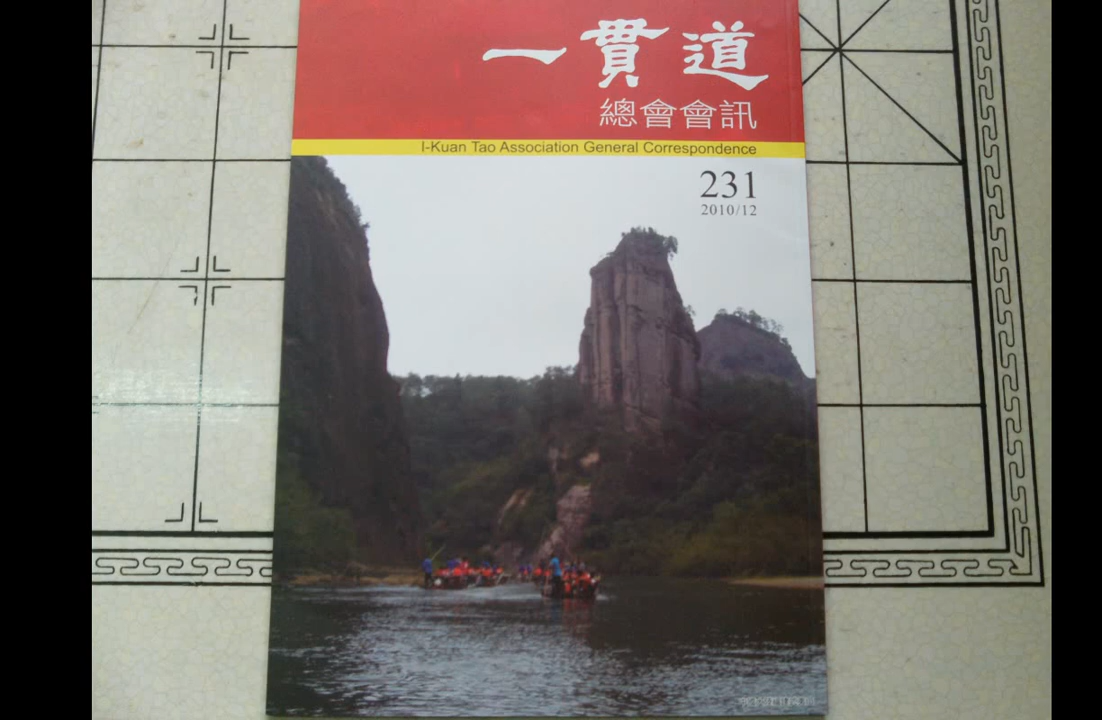 一貫道
總會會訊
I-Kuan Tao Association General Correspondence
231
2010/12